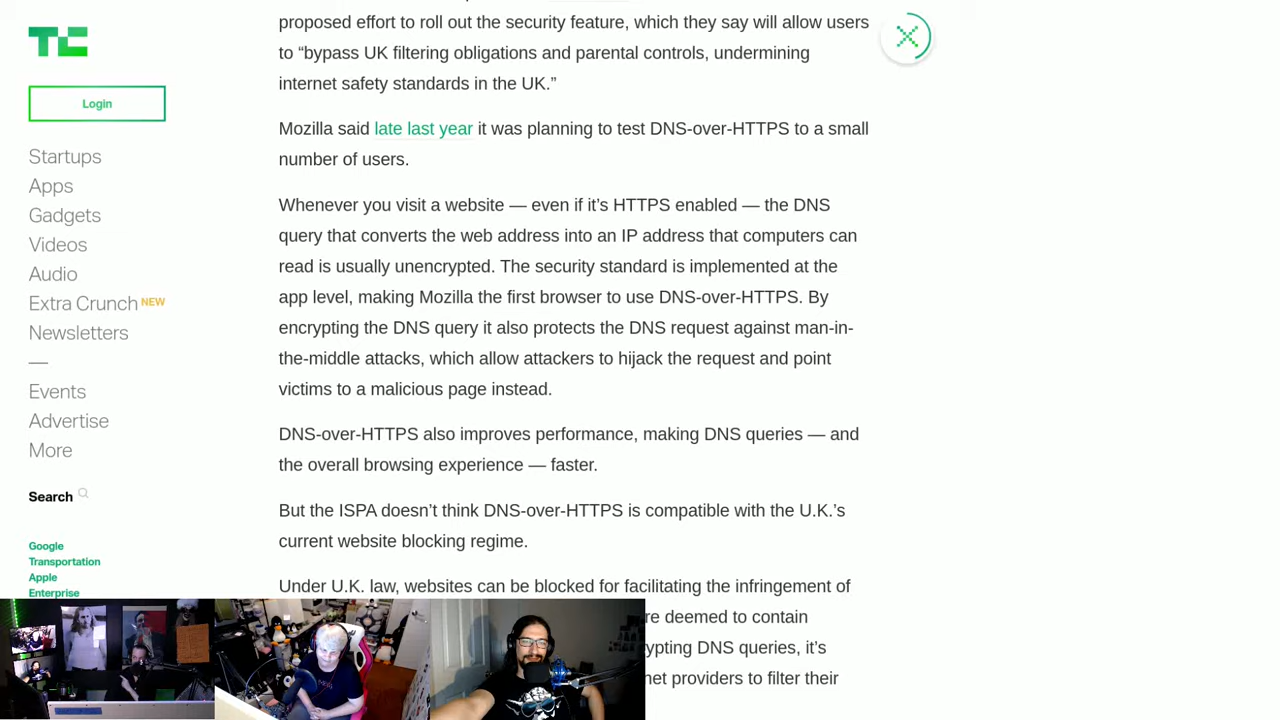 TC
Login
Startups
Apps
Gadgets
Videos
Audio
Extra Crunch NEW
Newsletters
—
Events
Advertise
More
Search
Google
Transportation
Apple
Enterprise
proposed effort to roll out the security feature, which they say will allow users
to “bypass UK filtering obligations and parental controls, undermining
internet safety standards in the UK.”
Mozilla said late last year it was planning to test DNS-over-HTTPS to a small
number of users.
Whenever you visit a website — even if it’s HTTPS enabled — the DNS
query that converts the web address into an IP address that computers can
read is usually unencrypted. The security standard is implemented at the
app level, making Mozilla the first browser to use DNS-over-HTTPS. By
encrypting the DNS query it also protects the DNS request against man-in-
the-middle attacks, which allow attackers to hijack the request and point
victims to a malicious page instead.
DNS-over-HTTPS also improves performance, making DNS queries — and
the overall browsing experience — faster.
But the ISPA doesn’t think DNS-over-HTTPS is compatible with the U.K.’s
current website blocking regime.
Under U.K. law, websites can be blocked for facilitating the infringement of
re deemed to contain
ypting DNS queries, it’s
net providers to filter their